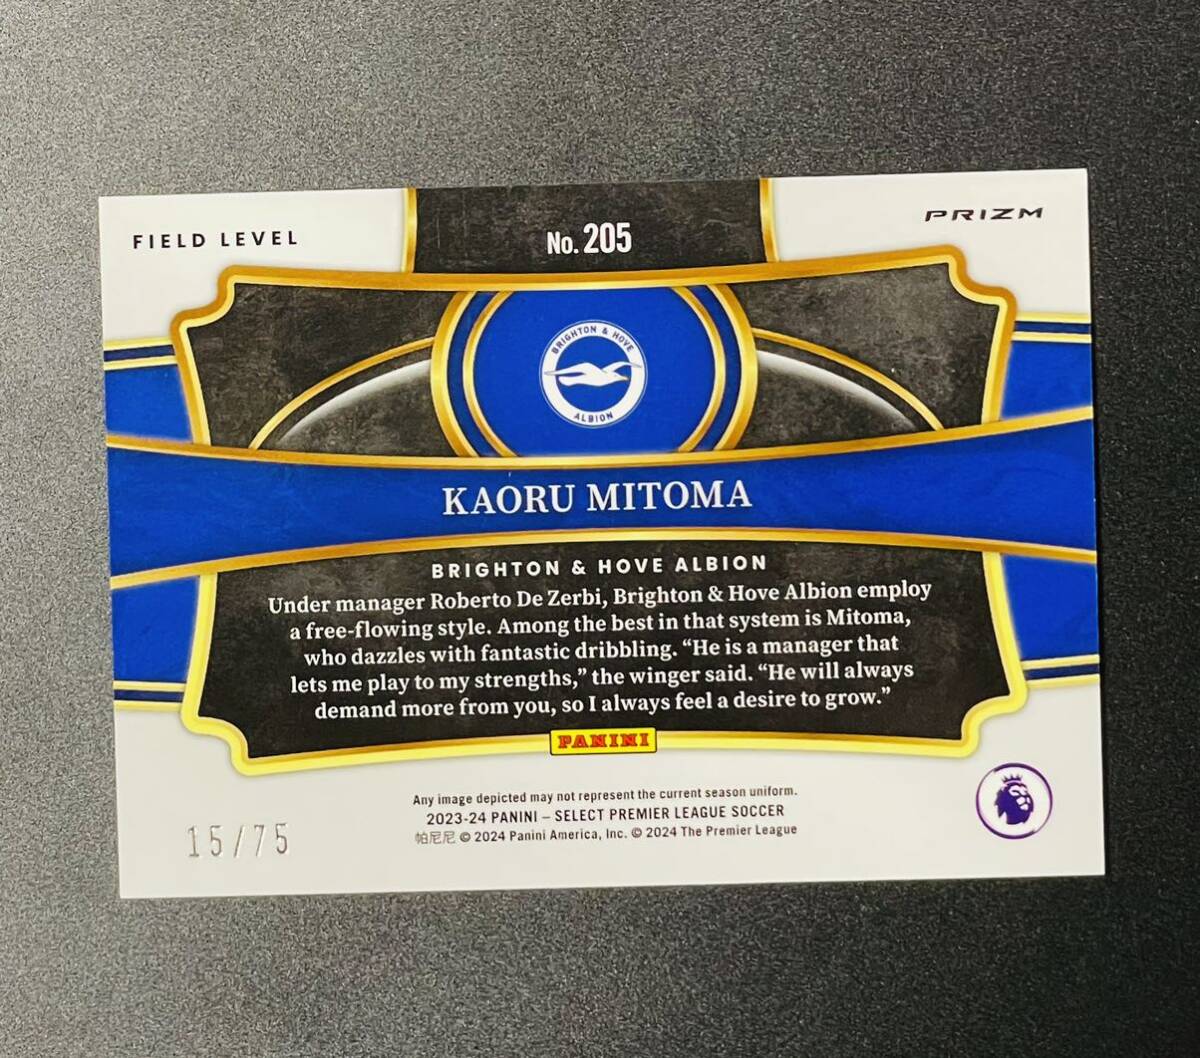 FIELD LEVEL
No. 205
PRIZM
BRIGHTON & HOVE
ALBION
KAORU MITOMA
BRIGHTON & HOVE ALBION
Under manager Roberto De Zerbi, Brighton & Hove Albion employ
a free-flowing style. Among the best in that system is Mitoma,
who dazzles with fantastic dribbling. “He is a manager that
lets me play to my strengths,” the winger said. “He will always
demand more from you, so I always feel a desire to grow.”
PANINI
Any image depicted may not represent the current season uniform.
2023-24 PANINI – SELECT PREMIER LEAGUE SOCCER
帕尼尼 © 2024 Panini America, Inc. © 2024 The Premier League
15/75